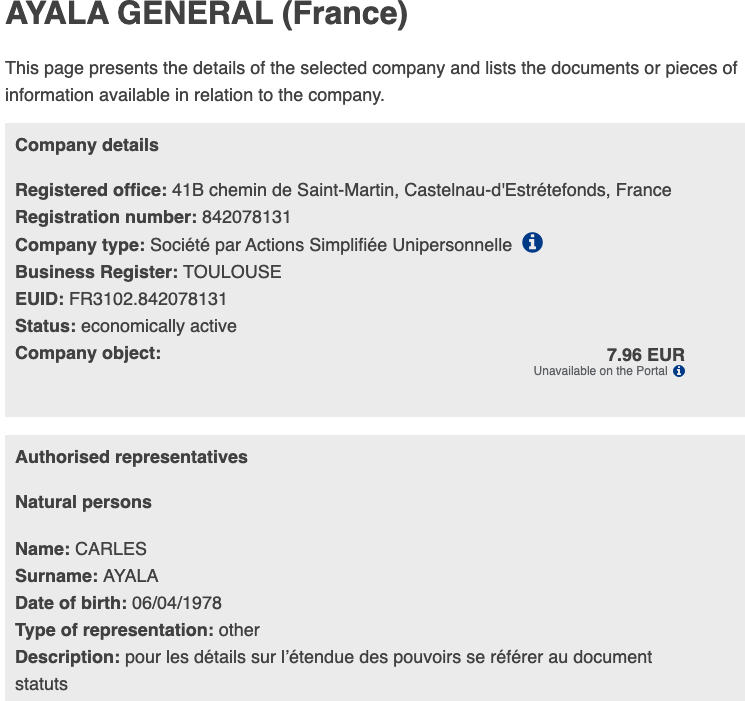 AYALA GENERAL (France)
This page presents the details of the selected company and lists the documents or pieces of
information available in relation to the company.
Company details
Registered office: 41B chemin de Saint-Martin, Castelnau-d'Estrétefonds, France
Registration number: 842078131
Company type: Société par Actions Simplifiée Unipersonnelle
Business Register: TOULOUSE
EUID: FR3102.842078131
Status: economically active
Company object:
7.96 EUR
Unavailable on the Portal
Authorised representatives
Natural persons
Name: CARLES
Surname: AYALA
Date of birth: 06/04/1978
Type of representation: other
Description: pour les détails sur l’étendue des pouvoirs se référer au document
statuts